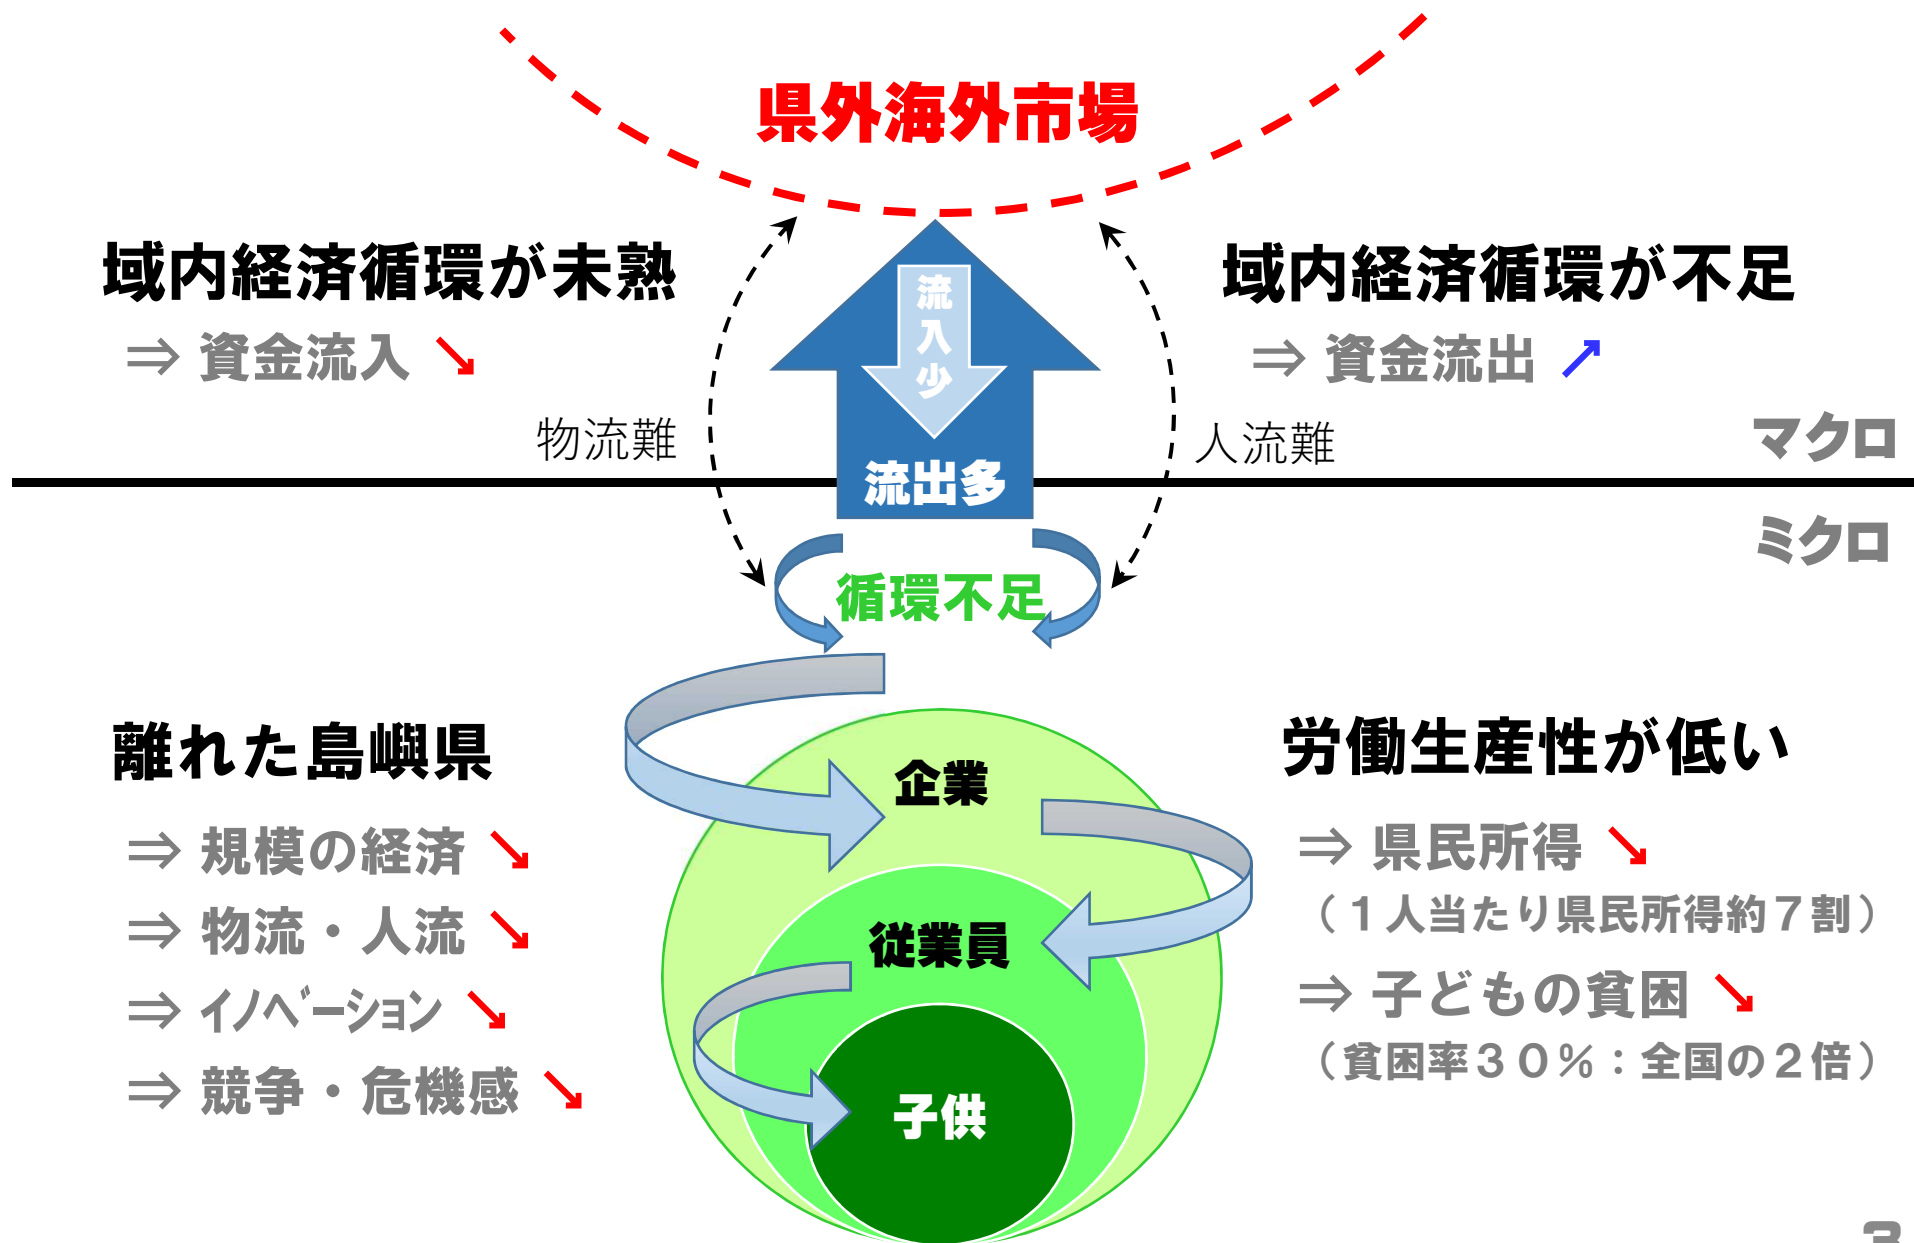 県外海外市場
域内経済循環が未熟
⇒ 資金流入 ↘
物流難
流入少
流出多
域内経済循環が不足
⇒ 資金流出 ↗
人流難
マクロ
ミクロ
循環不足
離れた島嶼県
⇒ 規模の経済 ↘
⇒ 物流・人流 ↘
⇒ ｲﾉﾍﾞｰｼｮﾝ ↘
⇒ 競争・危機感 ↘
企業
従業員
子供
労働生産性が低い
⇒ 県民所得 ↘
（１人当たり県民所得約７割）
⇒ 子どもの貧困 ↘
（貧困率３０％：全国の２倍）
3